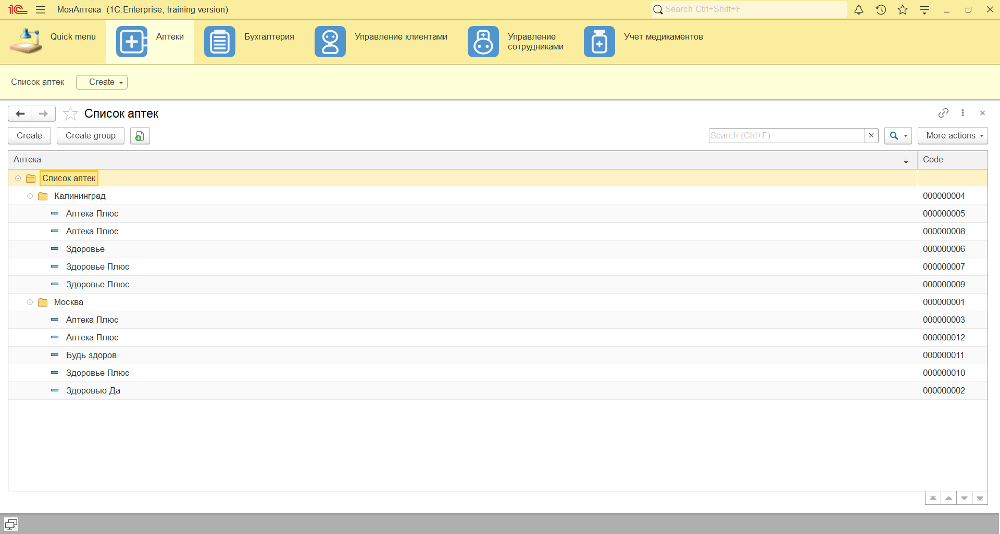 1С МояАптека (1C:Enterprise, training version) Search Ctrl+Shift+F
Quick menu Аптеки Бухгалтерия Управление клиентами Управление Учёт медикаментов
сотрудниками
Список аптек Create
Список аптек
Create Create group Search (Ctrl+F) × More actions
Аптека ↓ Code
Список аптек
Калининград 000000004
Аптека Плюс 000000005
Аптека Плюс 000000008
Здоровье 000000006
Здоровье Плюс 000000007
Здоровье Плюс 000000009
Москва 000000001
Аптека Плюс 000000003
Аптека Плюс 000000012
Будь здоров 000000011
Здоровье Плюс 000000010
Здоровью Да 000000002